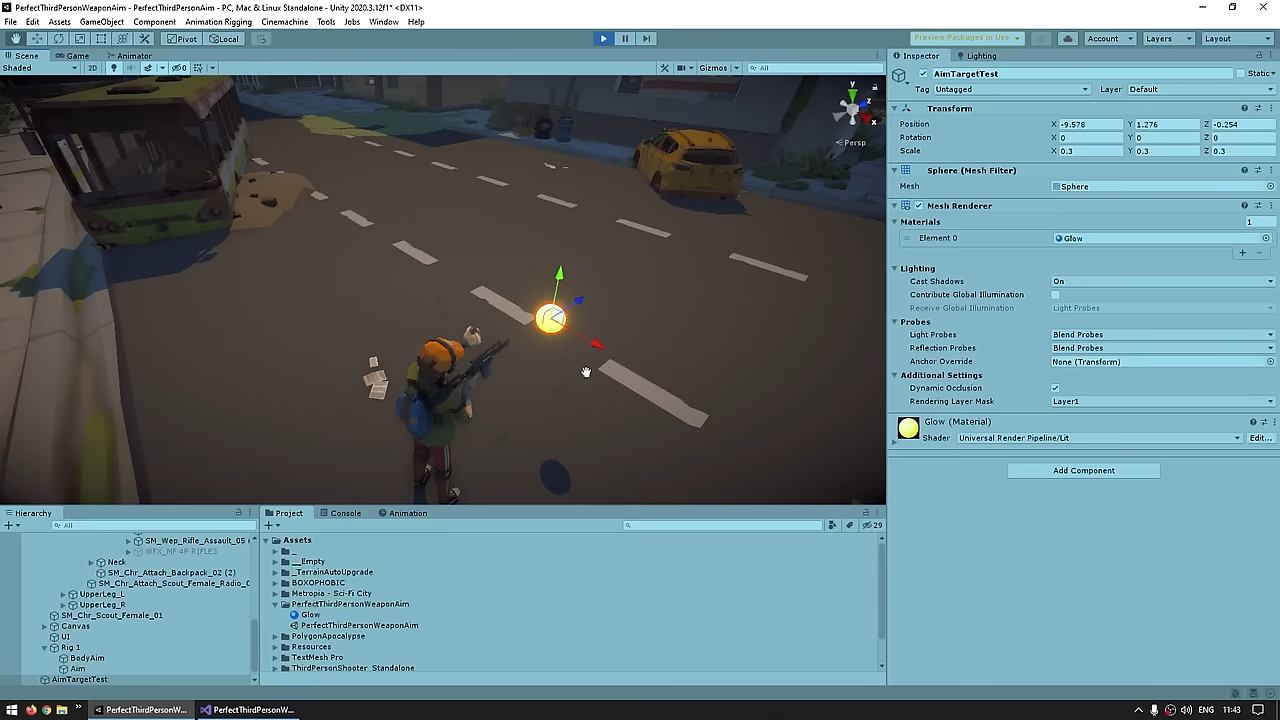 PerfectThirdPersonWeaponAim - PerfectThirdPersonAim - PC, Mac & Linux Standalone - Unity 2020.3.12f1 * <DX11>
File Edit Assets GameObject Component Animation Rigging Cinemachine Tools Jobs Window Help
Pivot Local Preview Packages in Use Account Layers Layout
Scene Game Animator
Shaded 2D 0 Gizmos All
y
z
x
Persp
Inspector Lighting
AimTargetTest Static
Tag Untagged Layer Default
Transform
Position X -9.578 Y 1.276 Z -0.254
Rotation X 0 Y 0 Z 0
Scale X 0.3 Y 0.3 Z 0.3
Sphere (Mesh Filter)
Mesh Sphere
Mesh Renderer
Materials 1
Element 0 Glow
Lighting
Cast Shadows On
Contribute Global Illumination
Receive Global Illumination Light Probes
Probes
Light Probes Blend Probes
Reflection Probes Blend Probes
Anchor Override None (Transform)
Additional Settings
Dynamic Occlusion
Rendering Layer Mask Layer1
Glow (Material)
Shader Universal Render Pipeline/Lit Edit...
Add Component
Hierarchy
All
SM_Wep_Rifle_Assault_05
WFX_MF 4P RIFLE3
Neck
SM_Chr_Attach_Backpack_02 (2)
SM_Chr_Attach_Scout_Female_Radio_0
UpperLeg_L
UpperLeg_R
SM_Chr_Scout_Female_01
Canvas
UI
Rig 1
BodyAim
Aim
AimTargetTest
Project Console Animation
29
Assets
_
__Empty
_TerrainAutoUpgrade
BOXOPHOBIC
Metropia - Sci-Fi City
PerfectThirdPersonWeaponAim
Glow
PerfectThirdPersonWeaponAim
PolygonApocalypse
Resources
TextMesh Pro
ThirdPersonShooter_Standalone
PerfectThirdPersonW... PerfectThirdPersonW... ENG 11:43